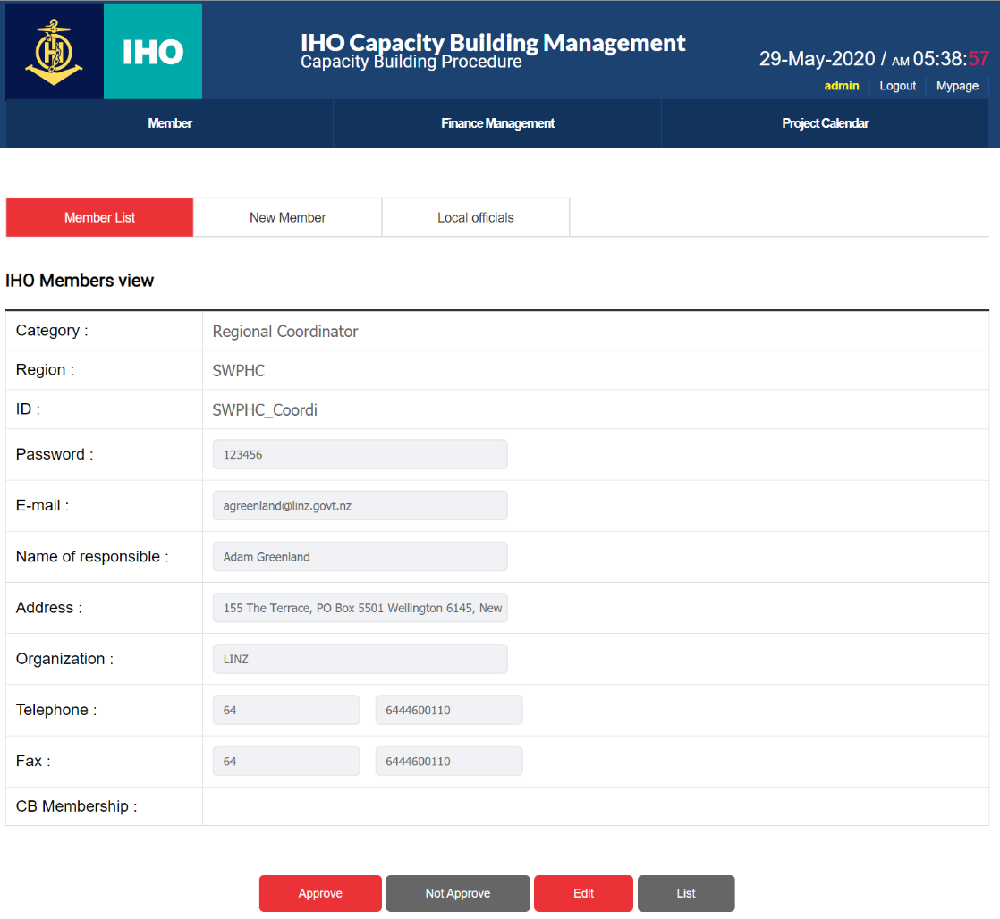 IHO
IHO Capacity Building Management
Capacity Building Procedure
29-May-2020 / AM 05:38:57
admin Logout Mypage
Member Finance Management Project Calendar
Member List New Member Local officials
IHO Members view
Category : Regional Coordinator
Region : SWPHC
ID : SWPHC_Coordi
Password : 123456
E-mail : agreenland@linz.govt.nz
Name of responsible : Adam Greenland
Address : 155 The Terrace, PO Box 5501 Wellington 6145, New
Organization : LINZ
Telephone : 64 6444600110
Fax : 64 6444600110
CB Membership :
Approve Not Approve Edit List